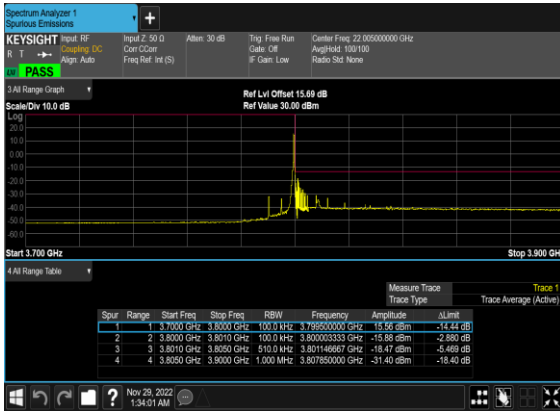 Spectrum Analyzer 1
Spurious Emissions
KEYSIGHT Input: RF Input Z: 50 Ω Atten: 30 dB Trig: Free Run Center Freq: 22.005000000 GHz
R T Coupling: DC Corr CCorr Gate: Off Avg|Hold: 100/100
Align: Auto Freq Ref: Int (S) IF Gain: Low Radio Std: None
PASS
3 All Range Graph
Ref Lvl Offset 15.69 dB
Scale/Div 10.0 dB Ref Value 30.00 dBm
Log
20.0
10.0
0.00
-10.0
-20.0
-30.0
-40.0
-50.0
-60.0
Start 3.700 GHz Stop 3.900 GH
4 All Range Table
Measure Trace Trace 1
Trace Type Trace Average (Active)
Spur Range Start Freq Stop Freq RBW Frequency Amplitude ΔLimit
1 1 3.7000 GHz 3.8000 GHz 100.0 kHz 3.799500000 GHz 15.56 dBm -14.44 dB
2 2 3.8000 GHz 3.8010 GHz 100.0 kHz 3.800003333 GHz -15.88 dBm -2.880 dB
3 3 3.8010 GHz 3.8050 GHz 510.0 kHz 3.801146667 GHz -18.47 dBm -5.469 dB
4 4 3.8050 GHz 3.9000 GHz 1.000 MHz 3.807850000 GHz -31.40 dBm -18.40 dB
Nov 29, 2022
1:34:01 AM